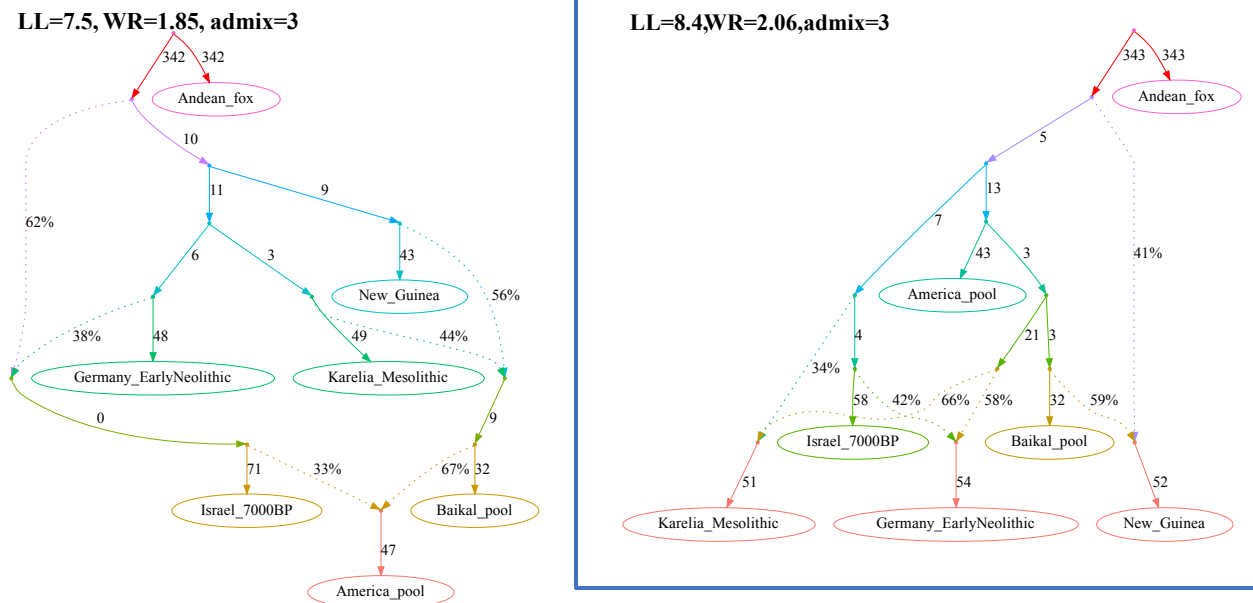 LL=7.5, WR=1.85, admix=3
342
342
Andean_fox
10
11
9
62%
6
3
43
New_Guinea
56%
38%
48
49
44%
Germany_EarlyNeolithic
Karelia_Mesolithic
0
9
71
33%
67%
32
Israel_7000BP
Baikal_pool
47
America_pool
LL=8.4,WR=2.06,admix=3
343
343
Andean_fox
5
13
7
43
3
41%
America_pool
4
21
3
34%
58
42%
66%
58%
32
59%
Israel_7000BP
Baikal_pool
51
54
52
Karelia_Mesolithic
Germany_EarlyNeolithic
New_Guinea